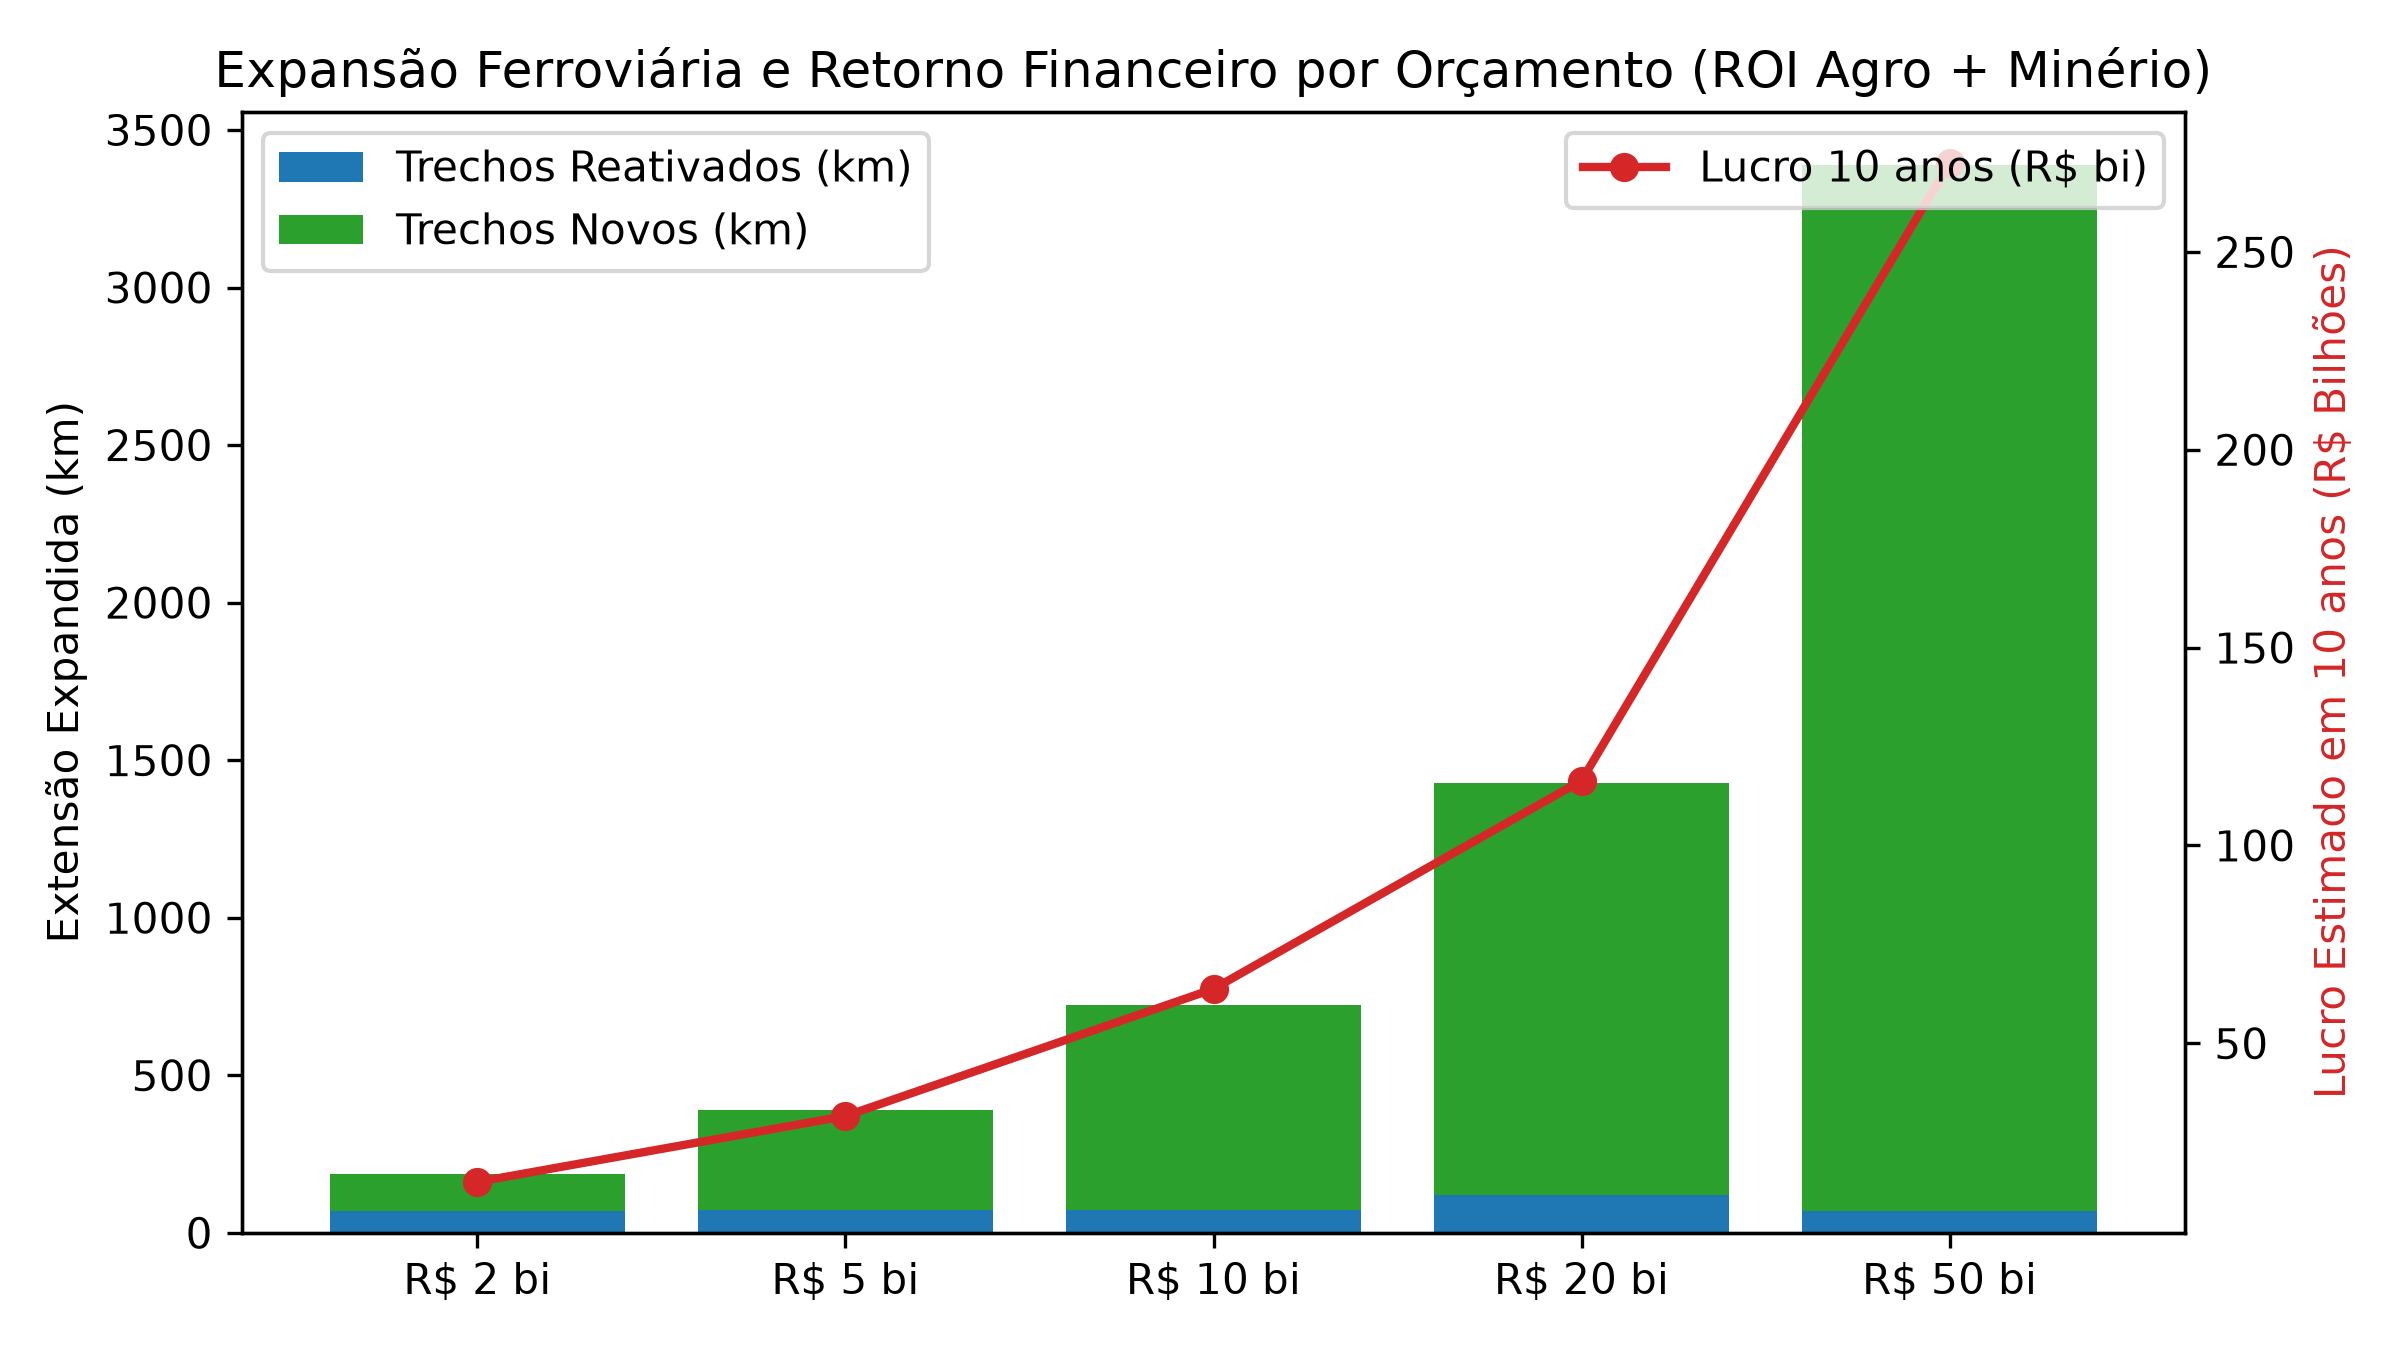 Expansão Ferroviária e Retorno Financeiro por Orçamento (ROI Agro + Minério)
Trechos Reativados (km)
Trechos Novos (km)
Lucro 10 anos (R$ bi)
Extensão Expandida (km)
3500
3000
2500
2000
1500
1000
500
0
250
200
150
100
50
Lucro Estimado em 10 anos (R$ Bilhões)
R$ 2 bi
R$ 5 bi
R$ 10 bi
R$ 20 bi
R$ 50 bi